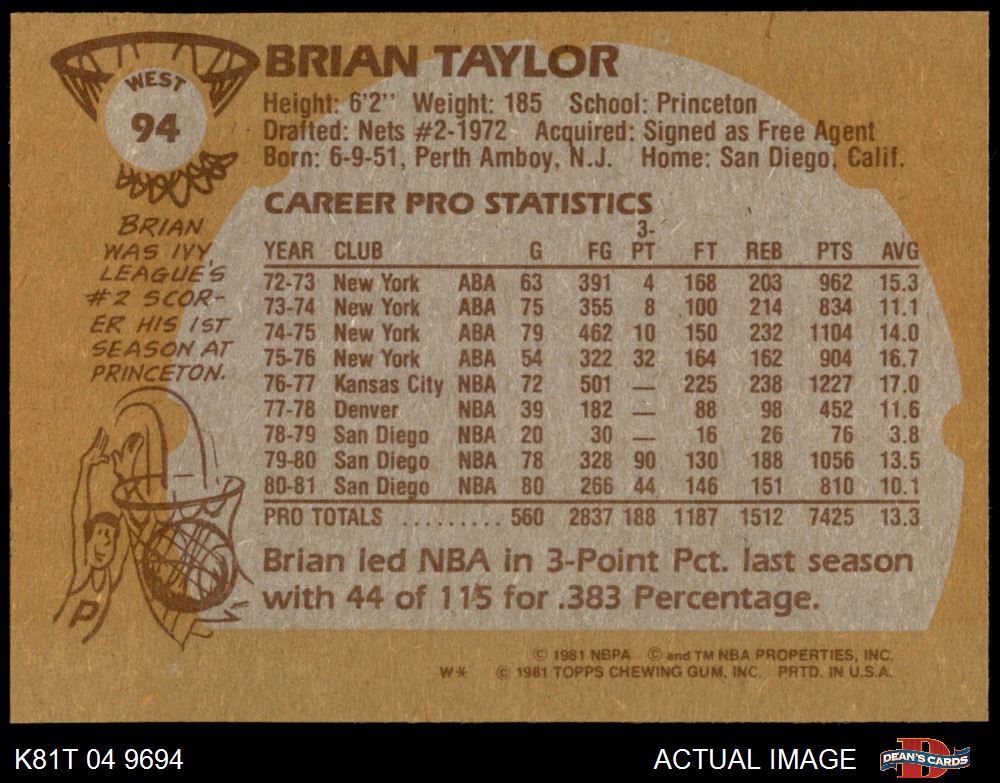 WEST
94
BRIAN TAYLOR
Height: 6'2" Weight: 185 School: Princeton
Drafted: Nets #2-1972 Acquired: Signed as Free Agent
Born: 6-9-51, Perth Amboy, N.J. Home: San Diego, Calif.
BRIAN
WAS IVY
LEAGUE'S
#2 SCOR-
ER HIS 1ST
SEASON AT
PRINCETON.
CAREER PRO STATISTICS
YEAR CLUB G FG 3-PT FT REB PTS AVG
72-73 New York ABA 63 391 4 168 203 962 15.3
73-74 New York ABA 75 355 8 100 214 834 11.1
74-75 New York ABA 79 462 10 150 232 1104 14.0
75-76 New York ABA 54 322 32 164 162 904 16.7
76-77 Kansas City NBA 72 501 — 225 238 1227 17.0
77-78 Denver NBA 39 182 — 88 98 452 11.6
78-79 San Diego NBA 20 30 — 16 26 76 3.8
79-80 San Diego NBA 78 328 90 130 188 1056 13.5
80-81 San Diego NBA 80 266 44 146 151 810 10.1
PRO TOTALS ......... 560 2837 188 1187 1512 7425 13.3
P
Brian led NBA in 3-Point Pct. last season
with 44 of 115 for .383 Percentage.
© 1981 NBPA © and TM NBA PROPERTIES, INC.
W* © 1981 TOPPS CHEWING GUM, INC. PRTD. IN U.S.A.
K81T 04 9694
ACTUAL IMAGE
D
DEAN'S CARDS